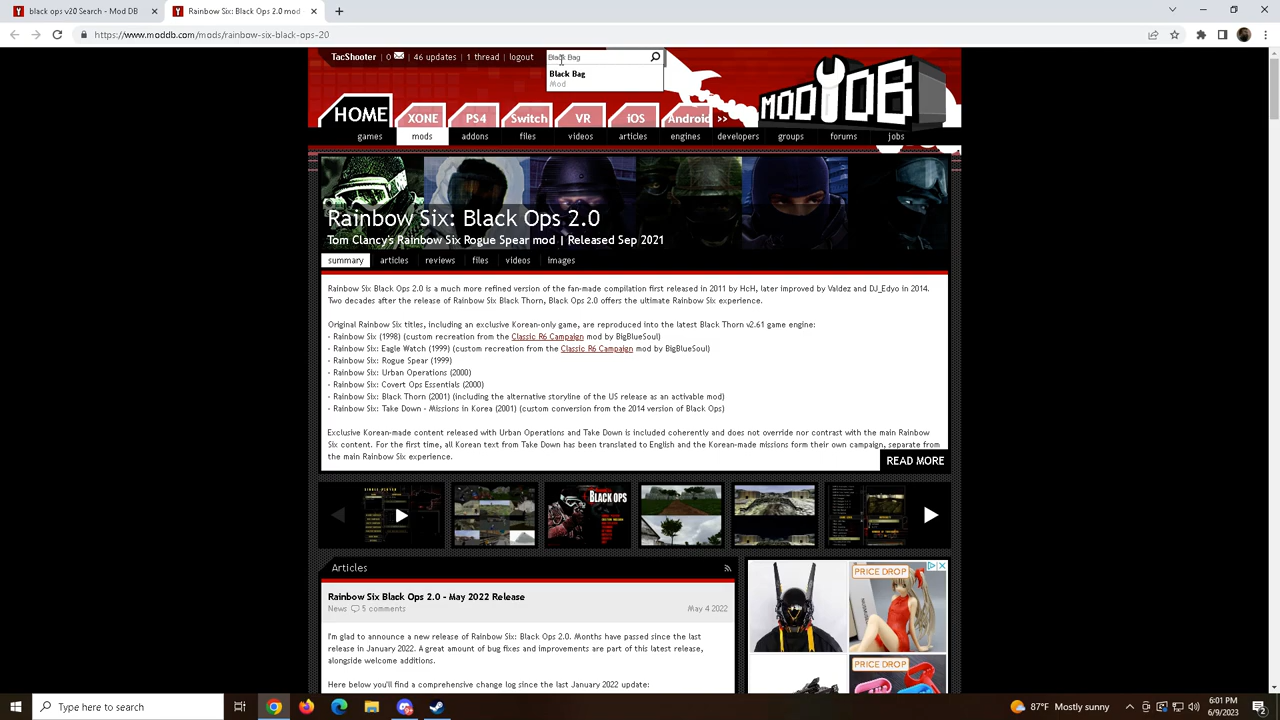 black ops v20 Search - Mod DB
Rainbow Six: Black Ops 2.0 mod
https://www.moddb.com/mods/rainbow-six-black-ops-20
TacShooter | 0 | 46 updates | 1 thread | logout
Black Bag
Black Bag
Mod
HOME XONE PS4 Switch VR iOS Android >>
MODDB
games mods addons files videos articles engines developers groups forums jobs
Rainbow Six: Black Ops 2.0
Tom Clancy's Rainbow Six Rogue Spear mod | Released Sep 2021
summary articles reviews files videos images
Rainbow Six Black Ops 2.0 is a much more refined version of the fan-made compilation first released in 2011 by HcH, later improved by Valdez and DJ_Edyo in 2014.
Two decades after the release of Rainbow Six Black Thorn, Black Ops 2.0 offers the ultimate Rainbow Six experience.
Original Rainbow Six titles, including an exclusive Korean-only game, are reproduced into the latest Black Thorn v2.61 game engine:
- Rainbow Six (1998) (custom recreation from the Classic R6 Campaign mod by BigBlueSoul)
- Rainbow Six: Eagle Watch (1999) (custom recreation from the Classic R6 Campaign mod by BigBlueSoul)
- Rainbow Six: Rogue Spear (1999)
- Rainbow Six: Urban Operations (2000)
- Rainbow Six: Covert Ops Essentials (2000)
- Rainbow Six: Black Thorn (2001) (including the alternative storyline of the US release as an activable mod)
- Rainbow Six: Take Down - Missions in Korea (2001) (custom conversion from the 2014 version of Black Ops)
Exclusive Korean-made content released with Urban Operations and Take Down is included coherently and does not override nor contrast with the main Rainbow
Six content. For the first time, all Korean text from Take Down has been translated to English and the Korean-made missions form their own campaign, separate from
the main Rainbow Six experience.
READ MORE
BLACK OPS
Articles
Rainbow Six Black Ops 2.0 - May 2022 Release
News 5 comments May 4 2022
I'm glad to announce a new release of Rainbow Six: Black Ops 2.0. Months have passed since the last
release in January 2022. A great amount of bug fixes and improvements are part of this latest release,
alongside welcome additions.
Here below you'll find a comprehensive change log since the last January 2022 update:
PRICE DROP
PRICE DROP
Type here to search
87°F Mostly sunny
6:01 PM
6/9/2023
2